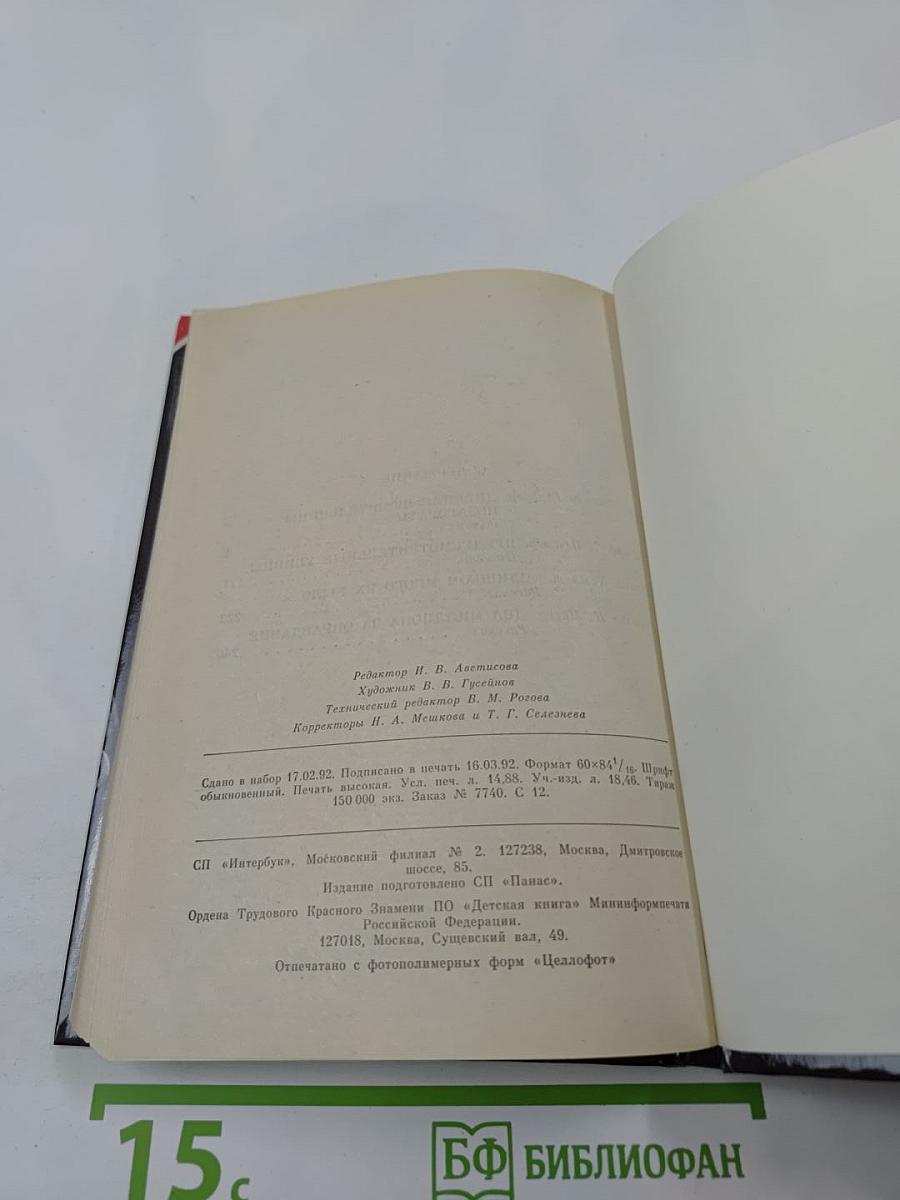 Редактор И. В. Аветисова
Художник В. В. Гусейнов
Технический редактор В. М. Рогова
Корректоры Н. А. Мешкова и Т. Г. Селезнева
Сдано в набор 17.02.92. Подписано в печать 16.03.92. Формат 60×84¹/₁₆. Шрифт
обыкновенный. Печать высокая. Усл. печ. л. 14,88. Уч.-изд. л. 18,46. Тираж
150 000 экз. Заказ № 7740. С 12.
СП «Интербук», Московский филиал № 2. 127238, Москва, Дмитровское
шоссе, 85.
Издание подготовлено СП «Панас».
Ордена Трудового Красного Знамени ПО «Детская книга» Мининформпечати
Российской Федерации.
127018, Москва, Сущевский вал, 49.
Отпечатано с фотополимерных форм «Целлофот»
15 с
БФ БИБЛИОФАН